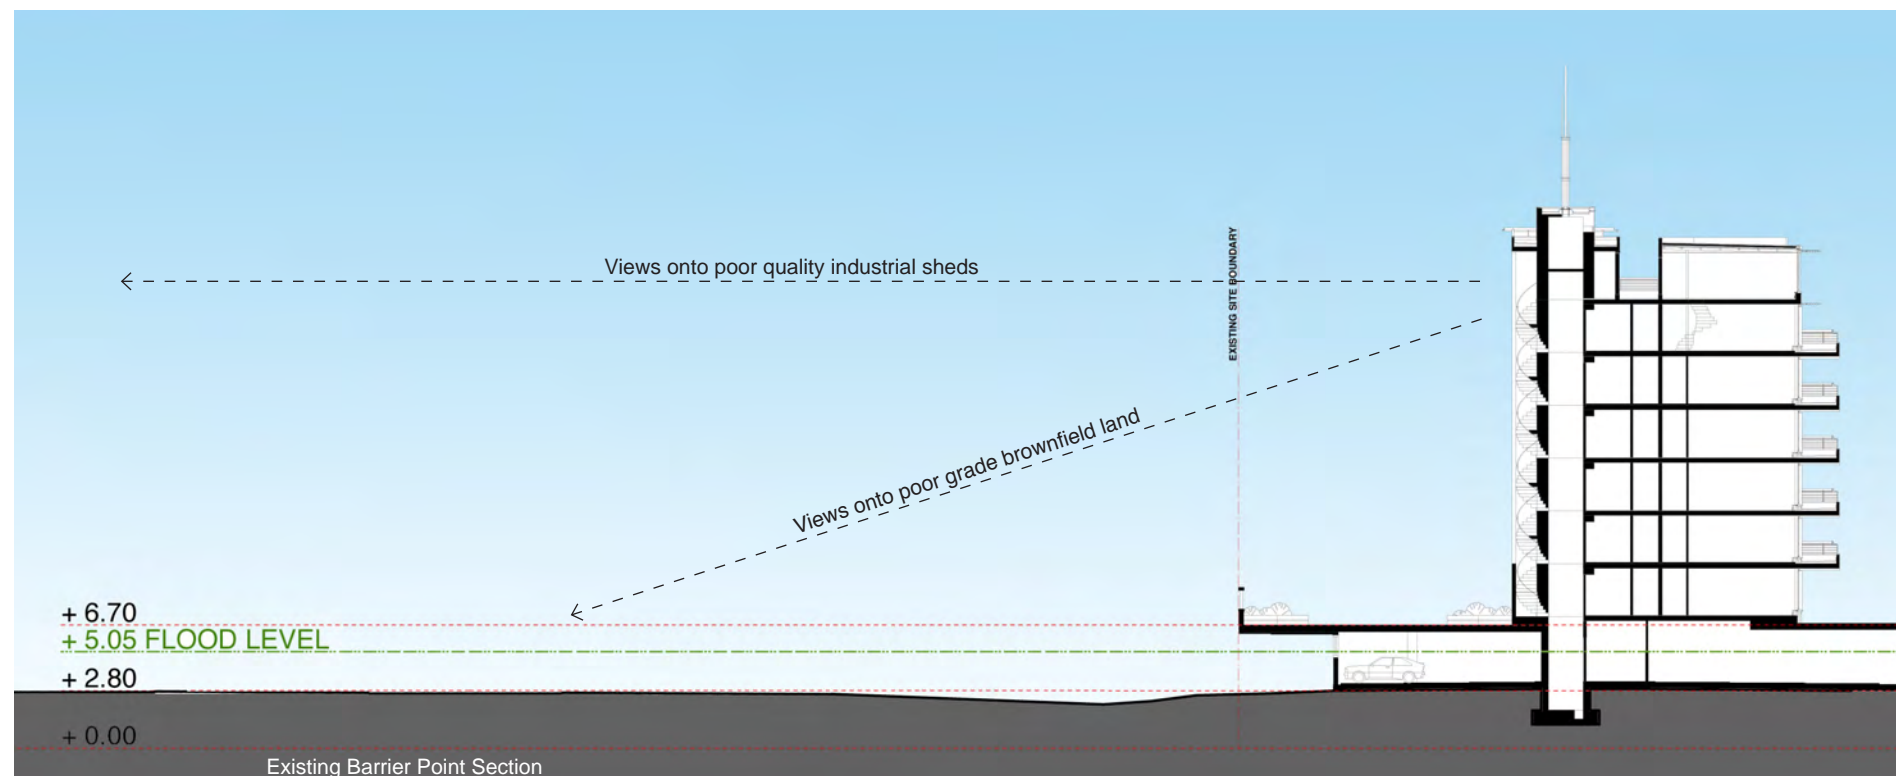 EXISTING SITE BOUNDARY
Views onto poor quality industrial sheds
Views onto poor grade brownfield land
+ 6.70
+ 5.05 FLOOD LEVEL
+ 2.80
+ 0.00
Existing Barrier Point Section